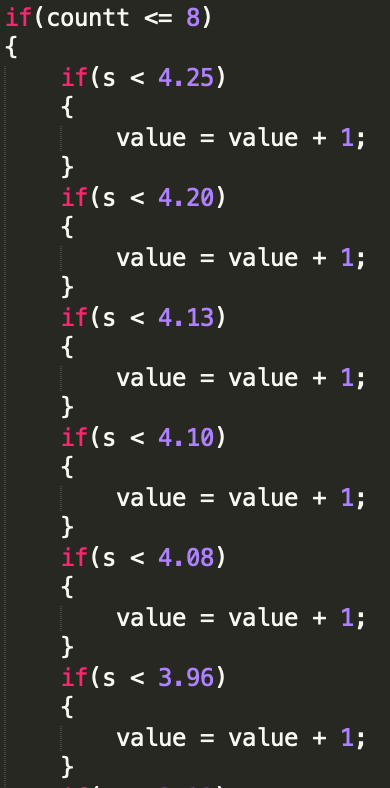 if(countt <= 8)
{
if(s < 4.25)
{
value = value + 1;
}
if(s < 4.20)
{
value = value + 1;
}
if(s < 4.13)
{
value = value + 1;
}
if(s < 4.10)
{
value = value + 1;
}
if(s < 4.08)
{
value = value + 1;
}
if(s < 3.96)
{
value = value + 1;
}